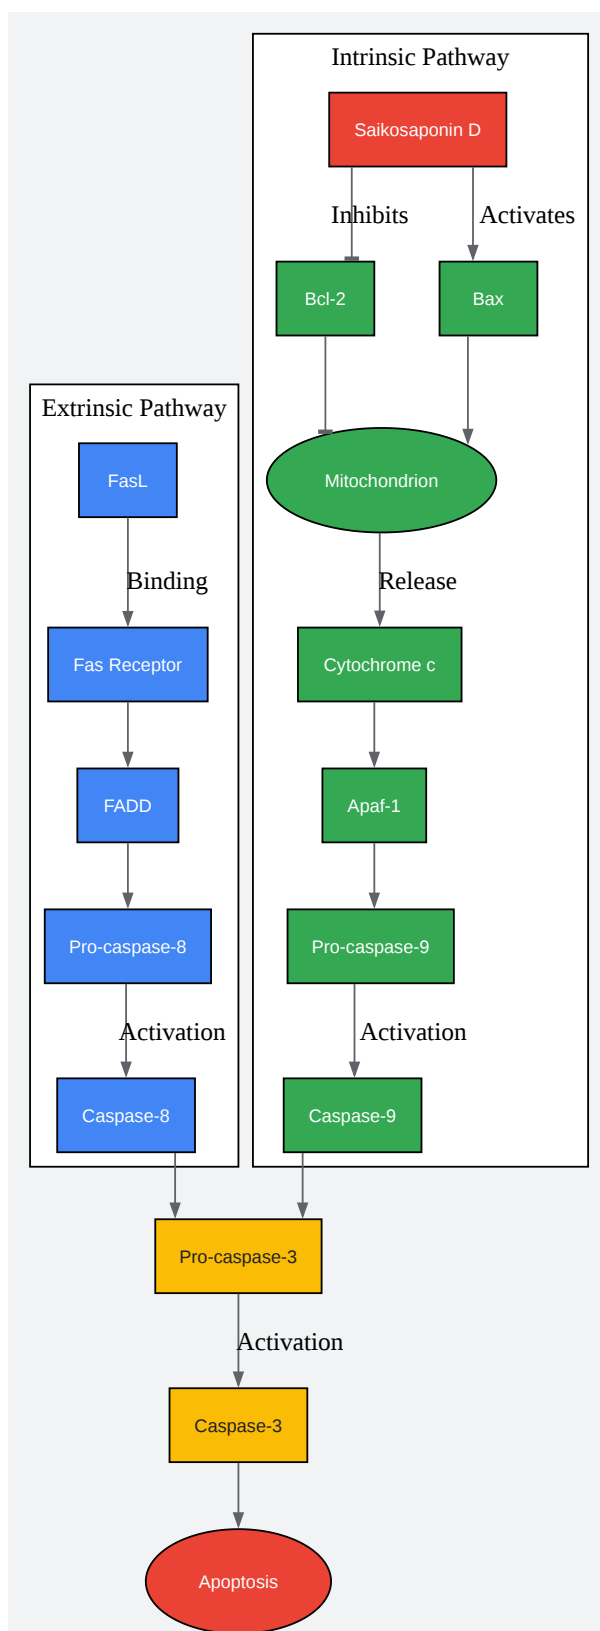 Intrinsic Pathway
Saikosaponin D
Inhibits
Activates
Bcl-2
Bax
Extrinsic Pathway
FasL
Mitochondrion
Binding
Release
Fas Receptor
Cytochrome c
FADD
Apaf-1
Pro-caspase-8
Pro-caspase-9
Activation
Activation
Caspase-8
Caspase-9
Pro-caspase-3
Activation
Caspase-3
Apoptosis